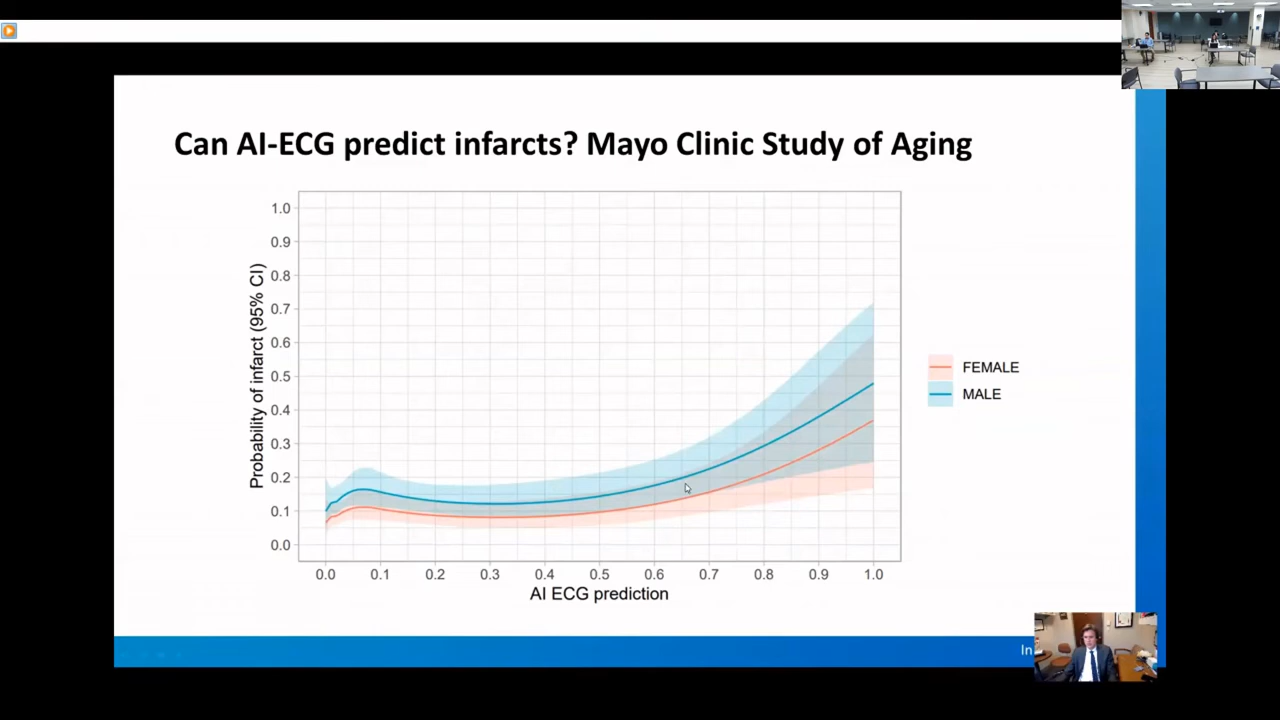 Can AI-ECG predict infarcts? Mayo Clinic Study of Aging
1.0
0.9
0.8
0.7
0.6
0.5
0.4
0.3
0.2
0.1
0.0
Probability of infarct (95% CI)
0.0 0.1 0.2 0.3 0.4 0.5 0.6 0.7 0.8 0.9 1.0
AI ECG prediction
FEMALE
MALE
In